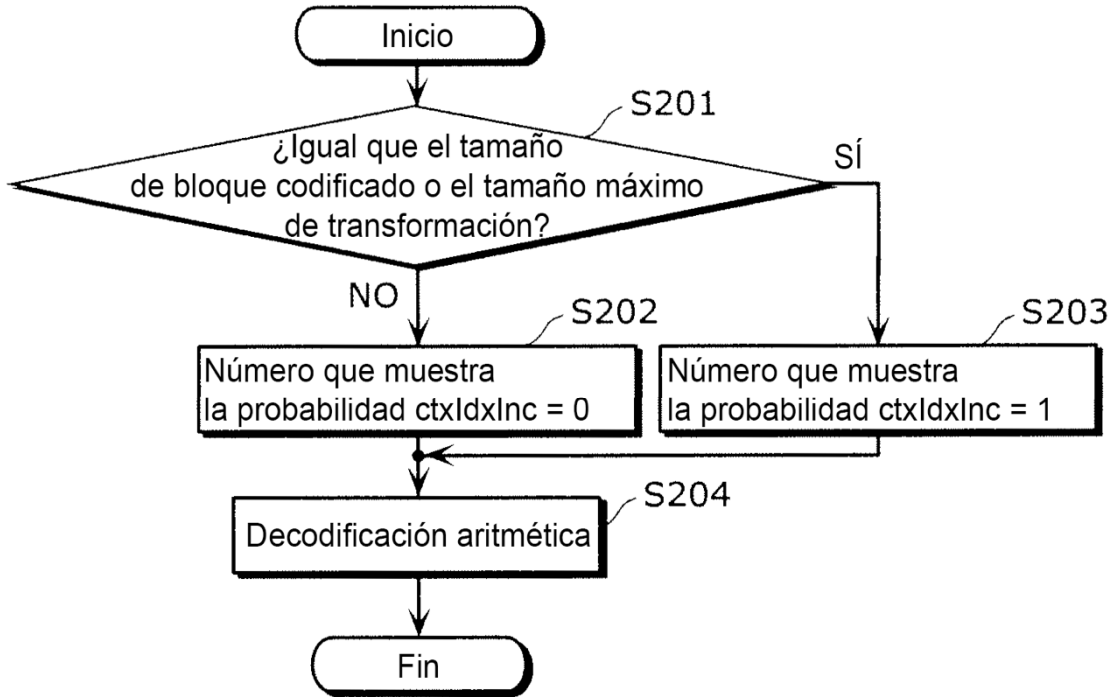 Inicio
S201
¿Igual que el tamaño
de bloque codificado o el tamaño máximo
de transformación?
SÍ
NO
S202
Número que muestra
la probabilidad ctxIdxInc = 0
S203
Número que muestra
la probabilidad ctxIdxInc = 1
S204
Decodificación aritmética
Fin